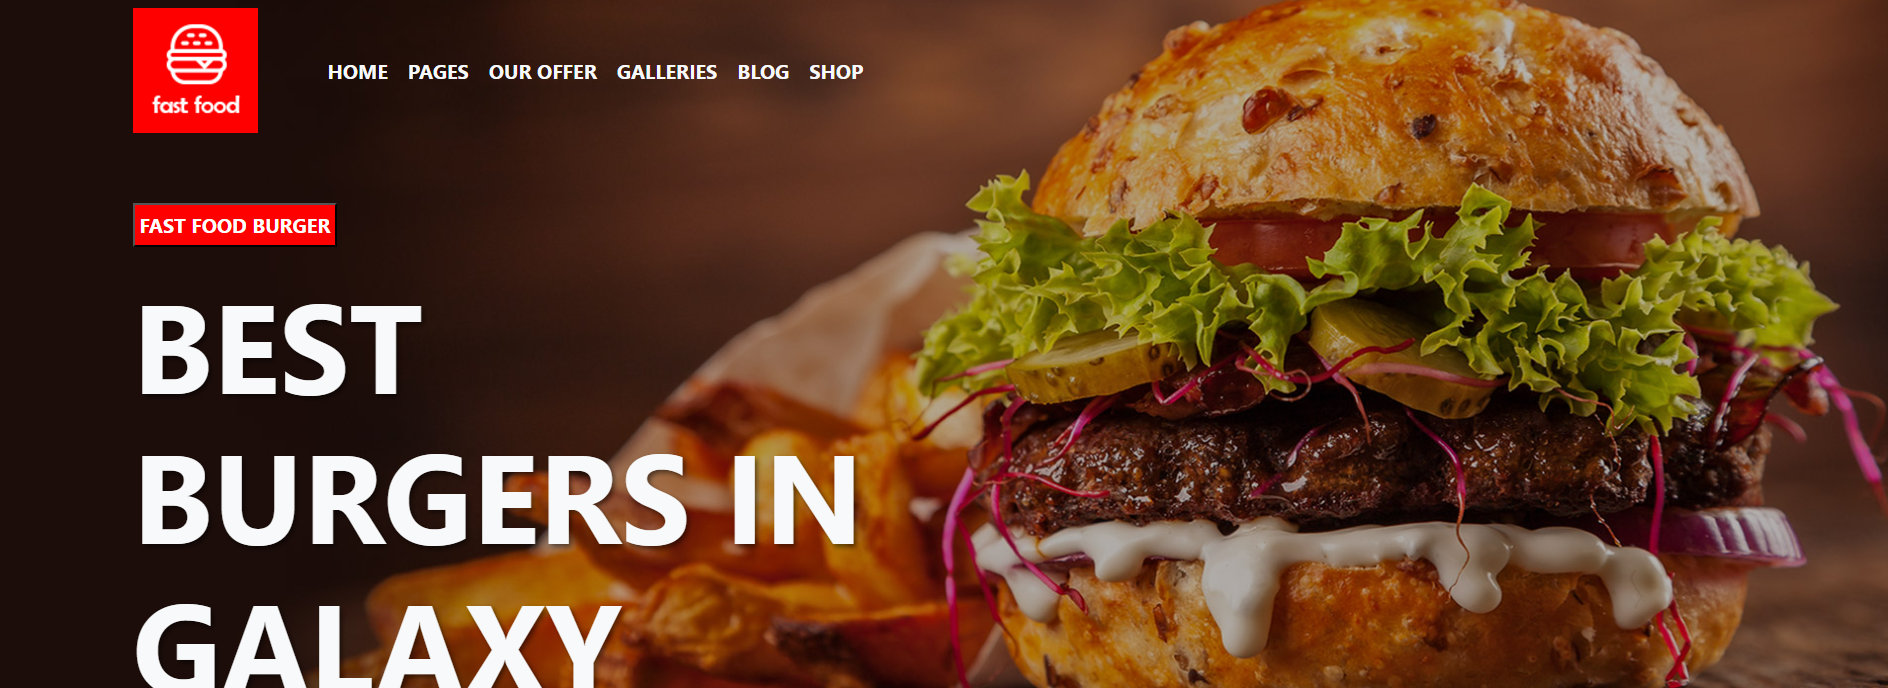 fast food
HOME PAGES OUR OFFER GALLERIES BLOG SHOP
FAST FOOD BURGER
BEST
BURGERS IN
GALAXY